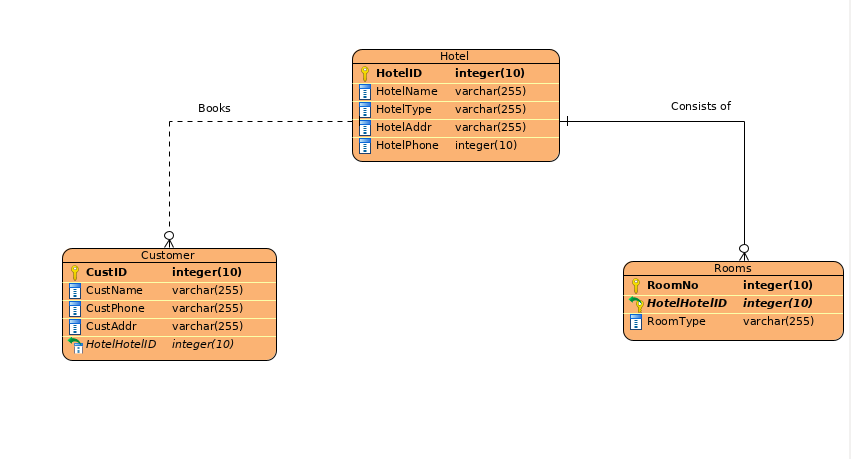 Hotel
HotelID integer(10)
HotelName varchar(255)
HotelType varchar(255)
HotelAddr varchar(255)
HotelPhone integer(10)
Books
Consists of
Customer
CustID integer(10)
CustName varchar(255)
CustPhone varchar(255)
CustAddr varchar(255)
HotelHotelID integer(10)
Rooms
RoomNo integer(10)
HotelHotelID integer(10)
RoomType varchar(255)